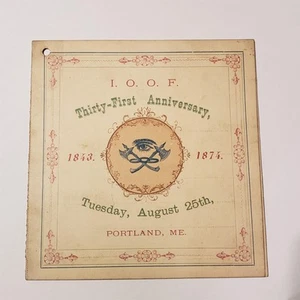 I. O. O. F.
Thirty-First Anniversary,
1843. 1874.
Tuesday, August 25th,
PORTLAND, ME.